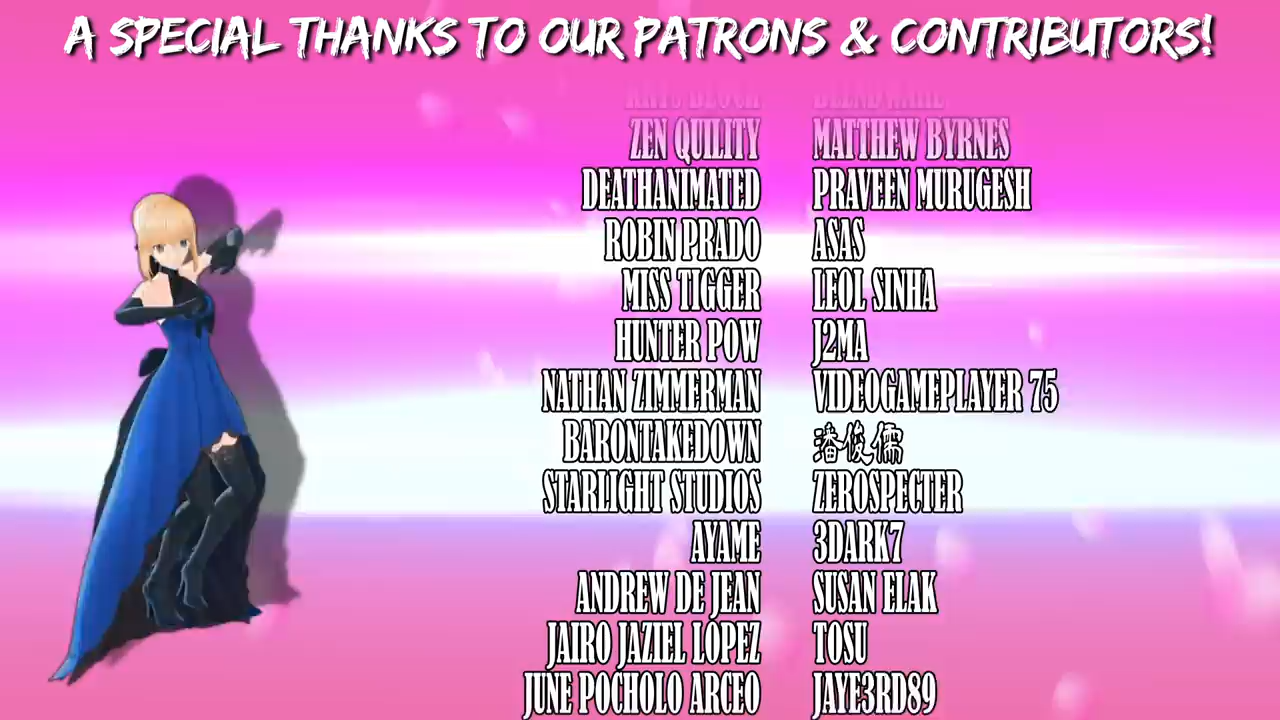 A SPECIAL THANKS TO OUR PATRONS & CONTRIBUTORS!
ZEN QUILITY MATTHEW BYRNES
DEATHANIMATED PRAVEEN MURUGESH
ROBIN PRADO ASAS
MISS TIGGER LEOL SINHA
HUNTER POW J2MA
NATHAN ZIMMERMAN VIDEOGAMEPLAYER 75
BARONTAKEDOWN 潘俊儒
STARLIGHT STUDIOS ZEROSPECTER
AYAME 3DARK7
ANDREW DE JEAN SUSAN ELAK
JAIRO JAZIEL LOPEZ TOSU
JUNE POCHOLO ARCEO JAYE3RD89